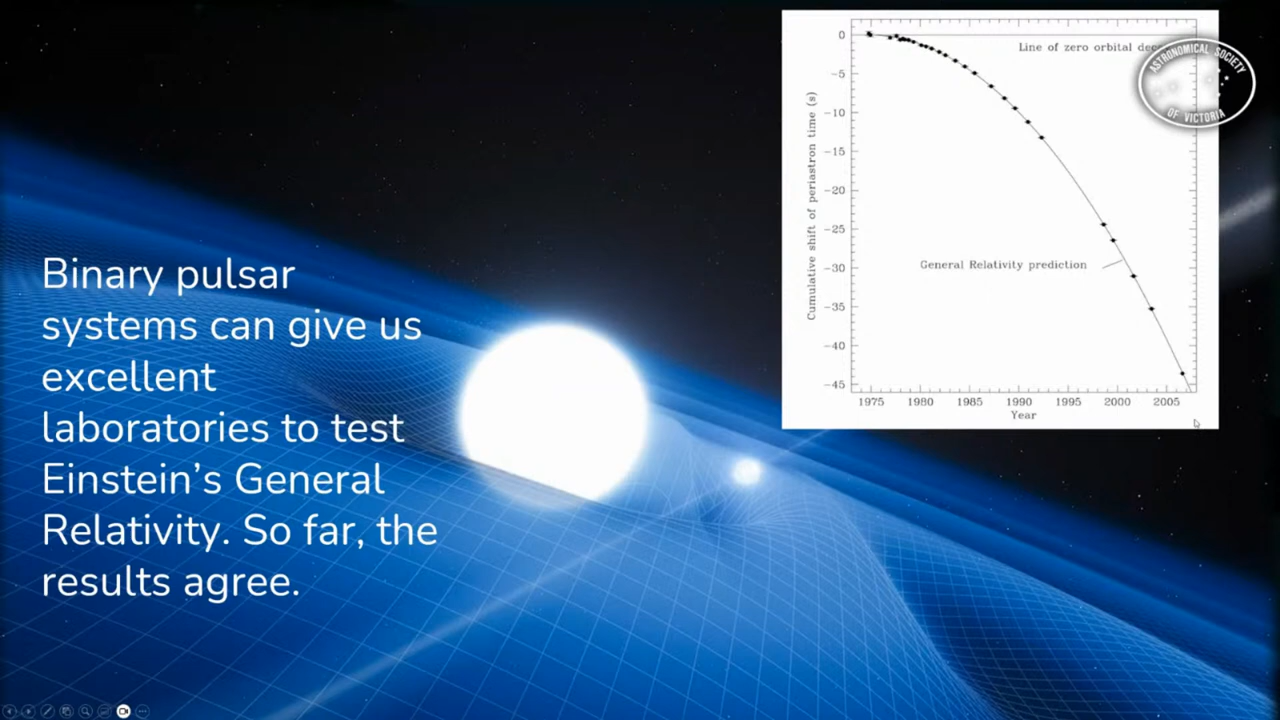 Binary pulsar
systems can give us
excellent
laboratories to test
Einstein’s General
Relativity. So far, the
results agree.
Line of zero orbital
General Relativity prediction
Cumulative shift of periastron time (s)
0
−5
−10
−15
−20
−25
−30
−35
−40
−45
1975 1980 1985 1990 1995 2000 2005
Year
ASTRONOMICAL SOCIETY
OF VICTORIA